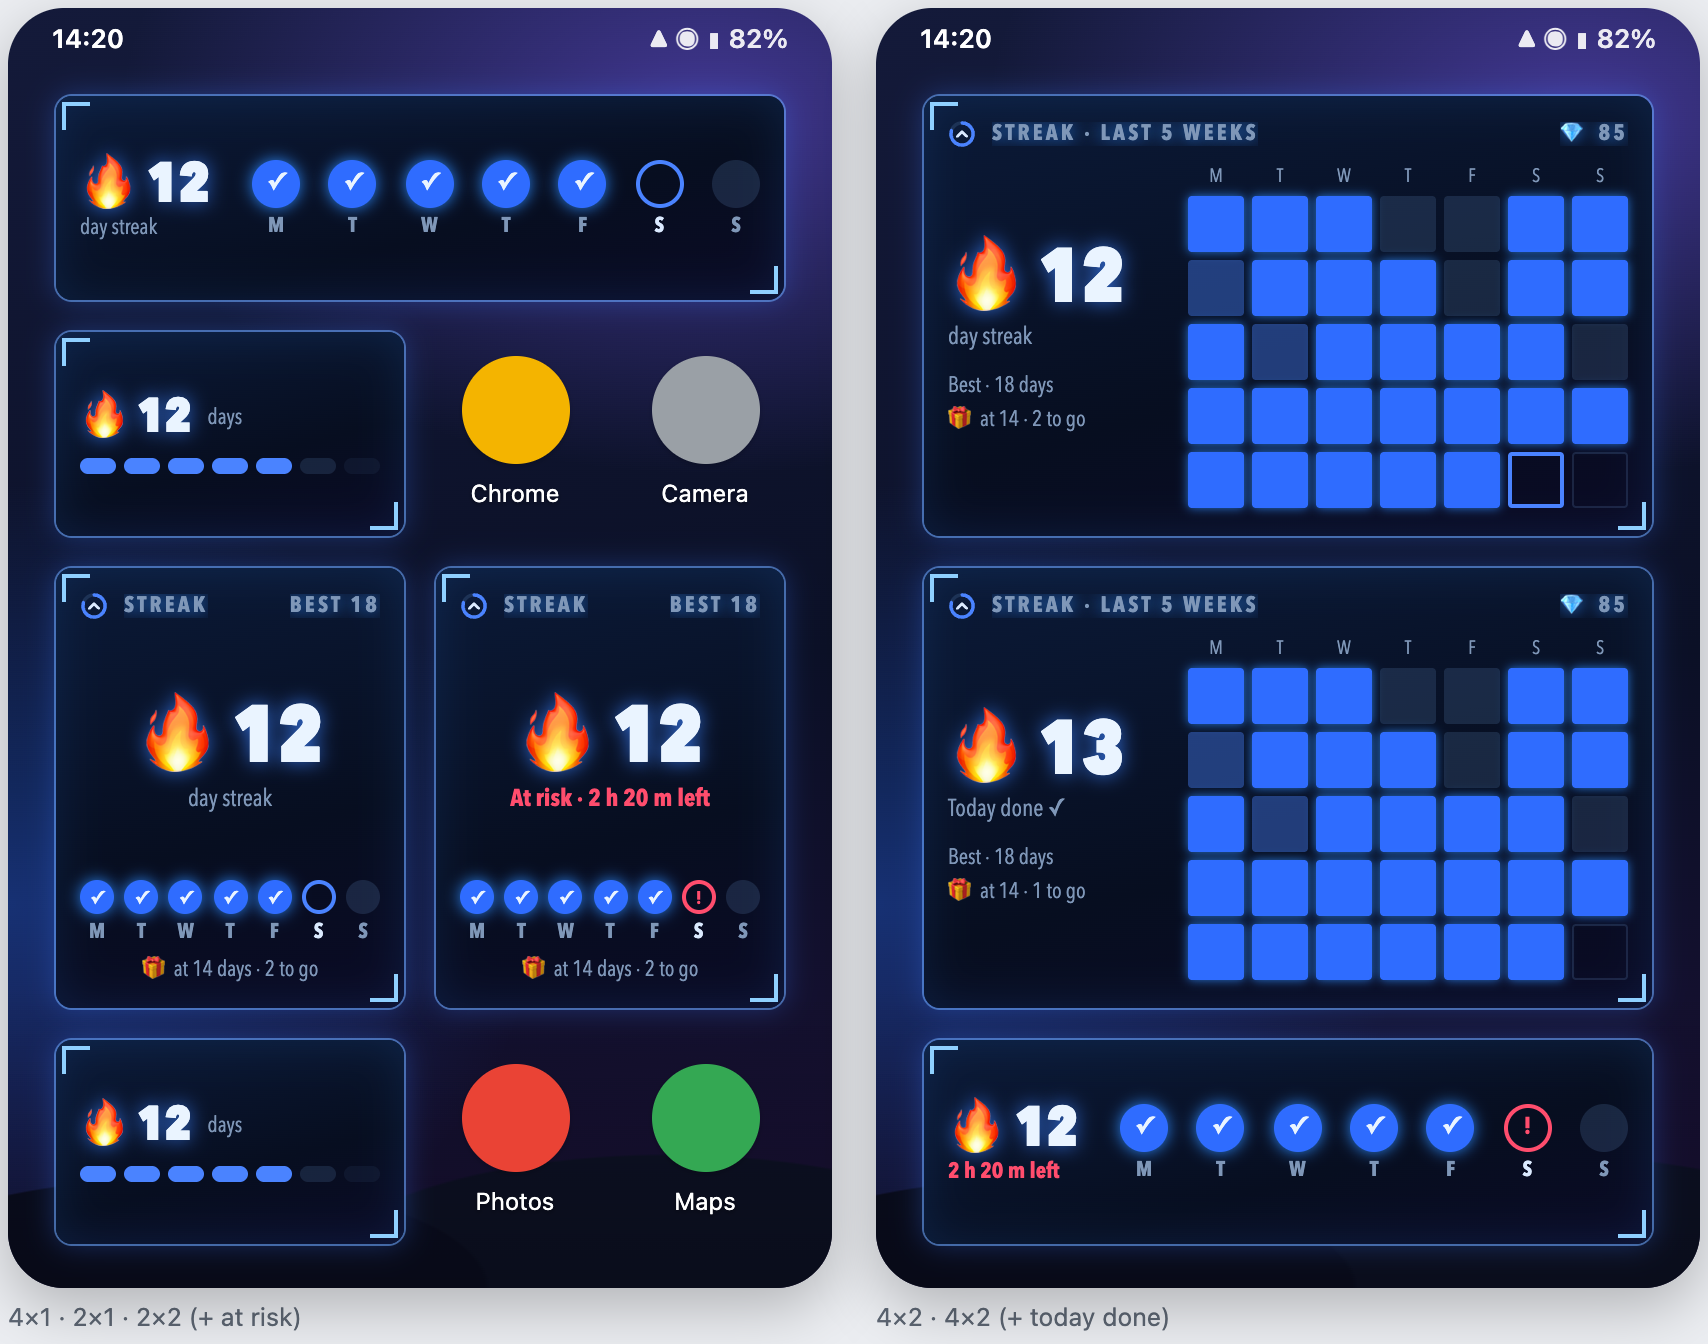 14:20
82%
12
day streak
M T W T F S S
12 days
Chrome
Camera
STREAK
BEST 18
12
day streak
M T W T F S S
at 14 days · 2 to go
STREAK
BEST 18
12
At risk · 2 h 20 m left
!
M T W T F S S
at 14 days · 2 to go
12 days
Photos
Maps
4×1 · 2×1 · 2×2 (+ at risk)
14:20
82%
STREAK · LAST 5 WEEKS
85
M T W T F S S
12
day streak
Best · 18 days
at 14 · 2 to go
STREAK · LAST 5 WEEKS
85
M T W T F S S
13
Today done ✓
Best · 18 days
at 14 · 1 to go
12
2 h 20 m left
!
M T W T F S S
4×2 · 4×2 (+ today done)